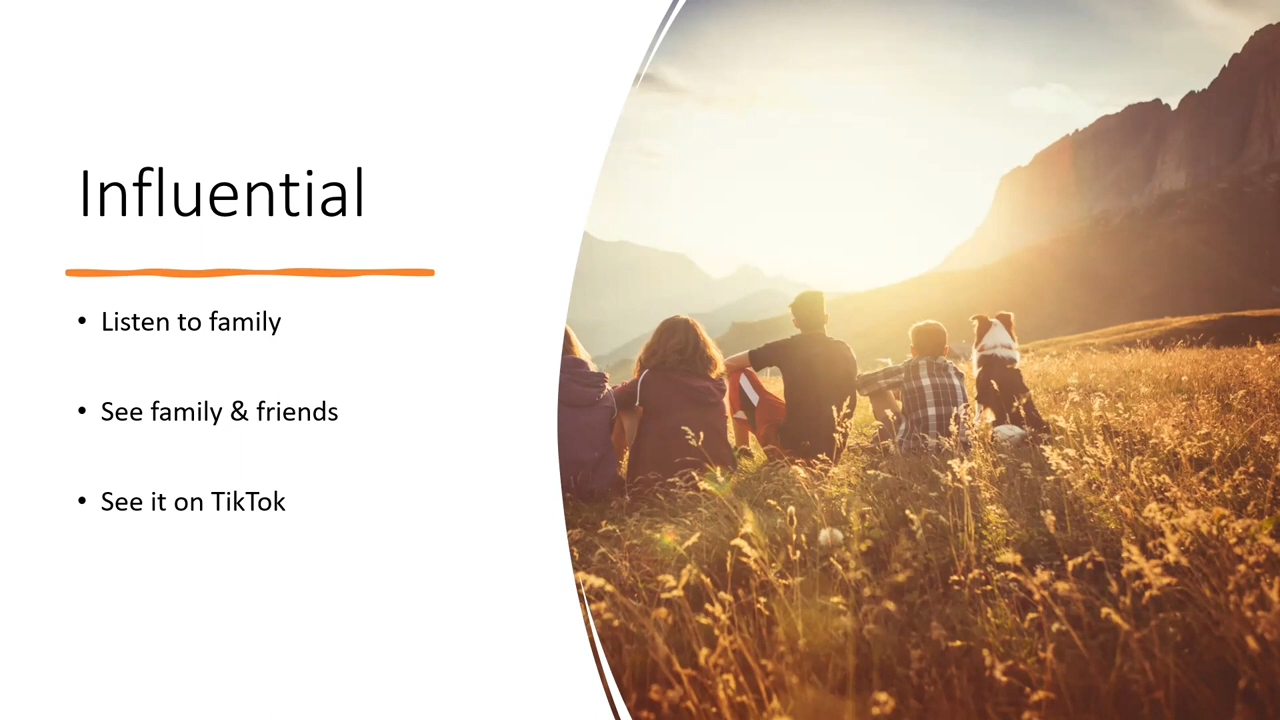 Influential
• Listen to family
• See family & friends
• See it on TikTok